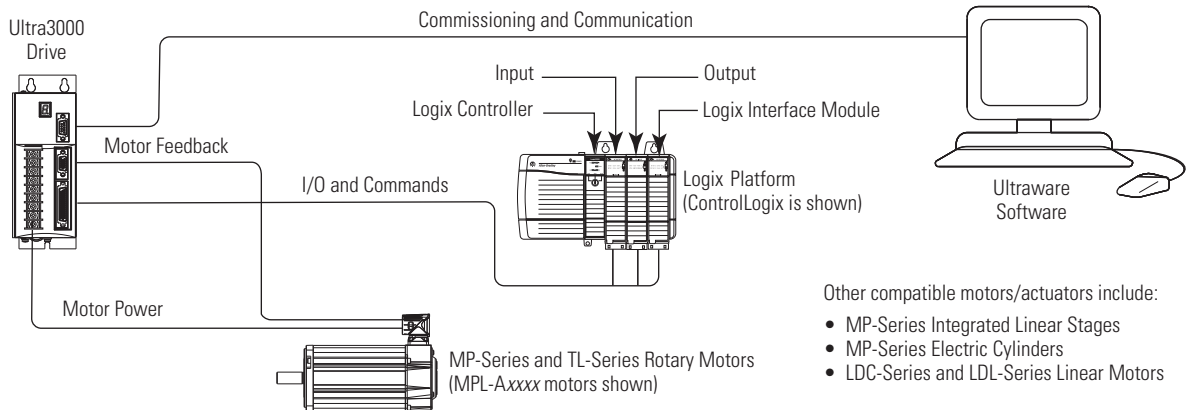 Commissioning and Communication
Ultra3000
Drive
Input
Output
Logix Controller
Logix Interface Module
Motor Feedback
I/O and Commands
Logix Platform
(ControlLogix is shown)
Ultraware
Software
Motor Power
MP-Series and TL-Series Rotary Motors
(MPL-Axxxx motors shown)
Other compatible motors/actuators include:
• MP-Series Integrated Linear Stages
• MP-Series Electric Cylinders
• LDC-Series and LDL-Series Linear Motors